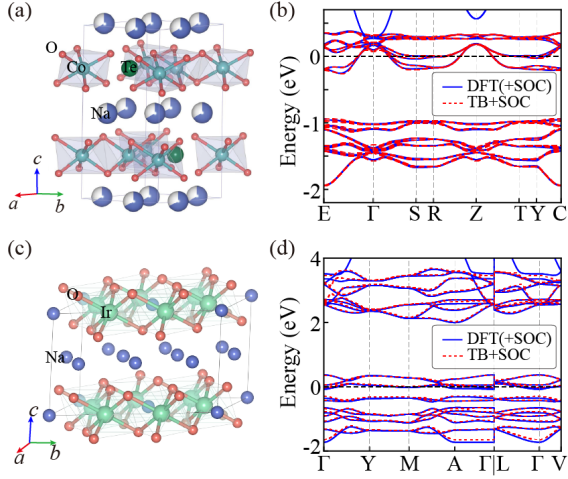 (a)
O
Co
Te
Na
c
a
b
(b)
Energy (eV)
0
-1
-2
DFT(+SOC)
TB+SOC
E Γ S R Z T Y C
(c)
O
Ir
Na
c
a
b
(d)
Energy (eV)
4
2
0
-2
DFT(+SOC)
TB+SOC
Γ Y M A Γ L Γ V